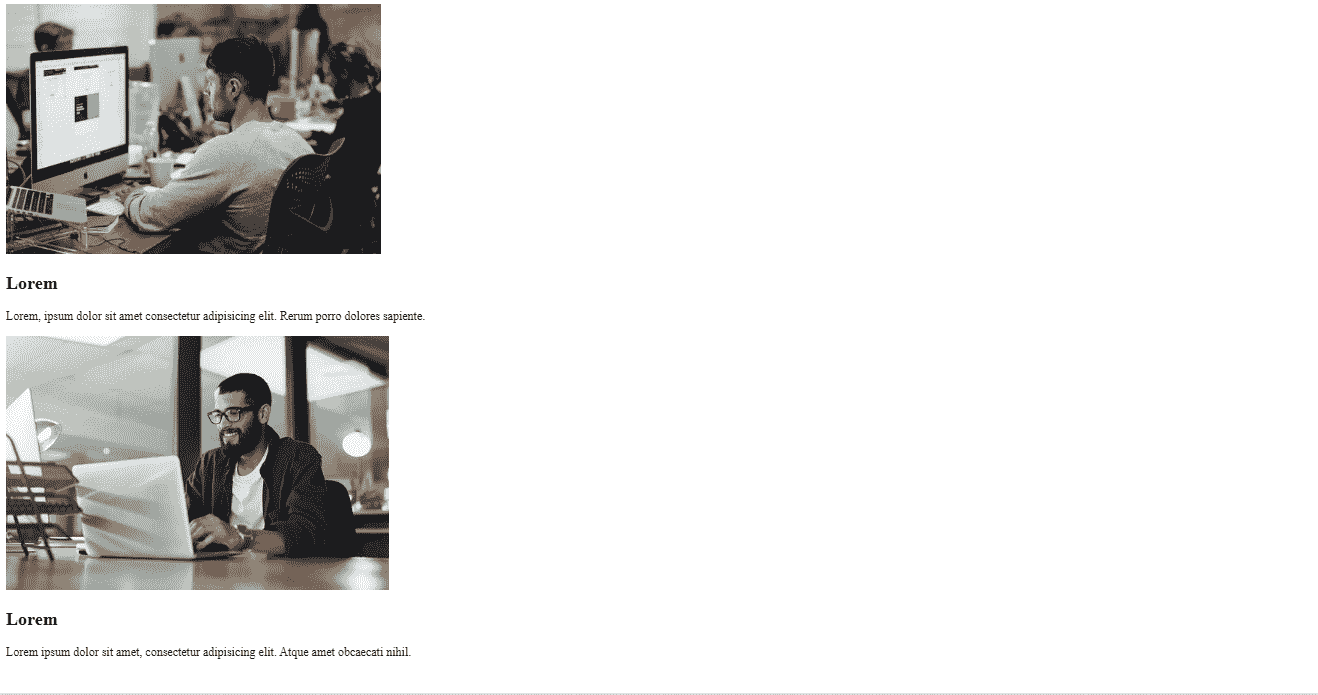 Lorem
Lorem, ipsum dolor sit amet consectetur adipisicing elit. Rerum porro dolores sapiente.
Lorem
Lorem ipsum dolor sit amet, consectetur adipisicing elit. Atque amet obcaecati nihil.